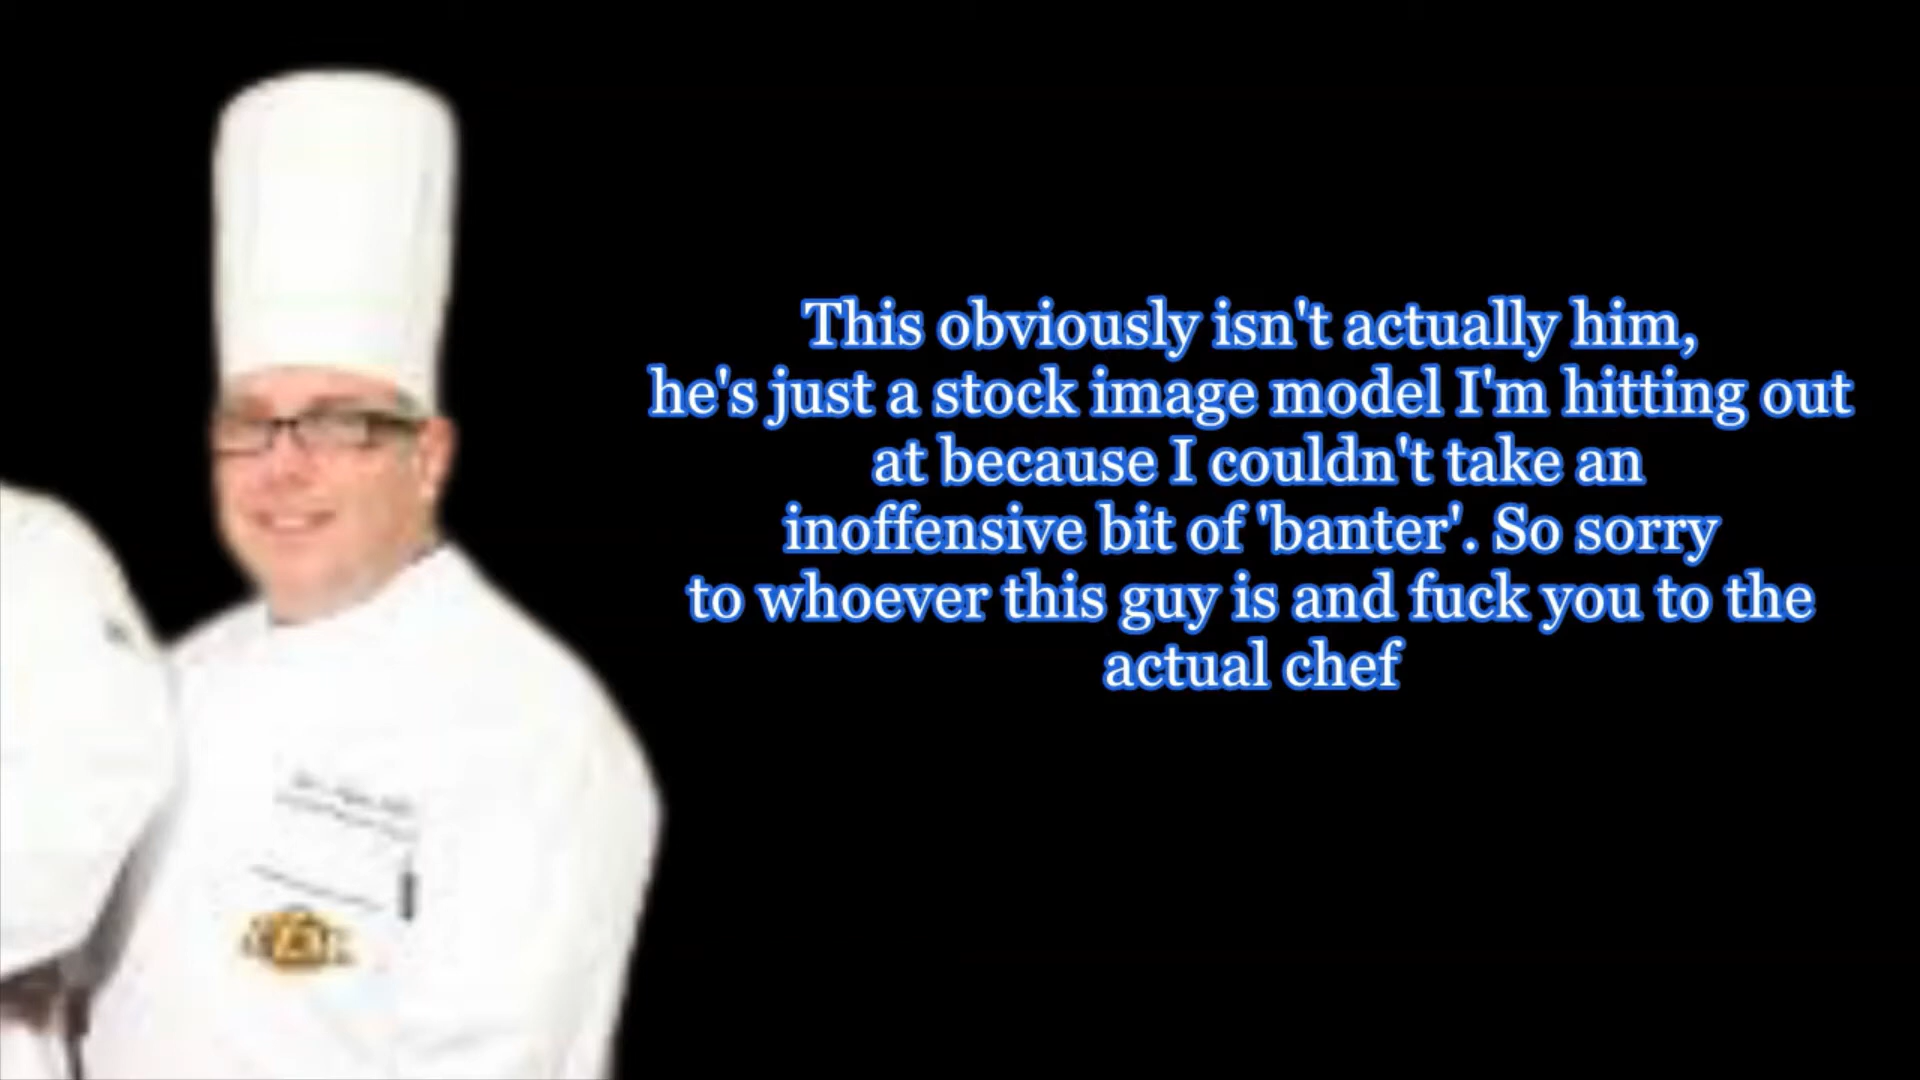 This obviously isn't actually him,
he's just a stock image model I'm hitting out
at because I couldn't take an
inoffensive bit of 'banter'. So sorry
to whoever this guy is and fuck you to the
actual chef